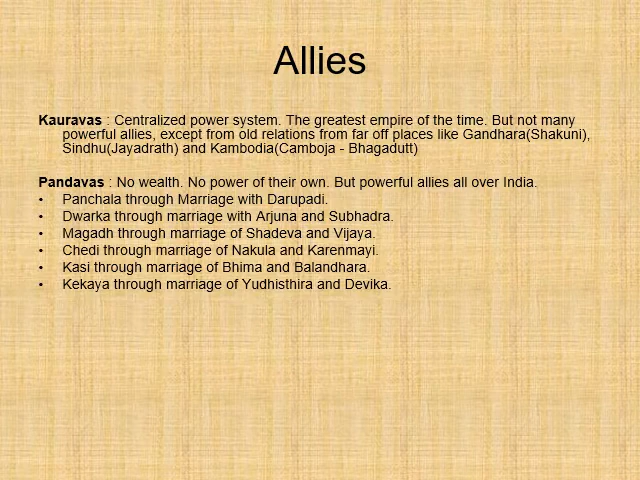 Allies
Kauravas : Centralized power system. The greatest empire of the time. But not many
powerful allies, except from old relations from far off places like Gandhara(Shakuni),
Sindhu(Jayadrath) and Kambodia(Camboja - Bhagadutt)
Pandavas : No wealth. No power of their own. But powerful allies all over India.
• Panchala through Marriage with Darupadi.
• Dwarka through marriage with Arjuna and Subhadra.
• Magadh through marriage of Shadeva and Vijaya.
• Chedi through marriage of Nakula and Karenmayi.
• Kasi through marriage of Bhima and Balandhara.
• Kekaya through marriage of Yudhisthira and Devika.